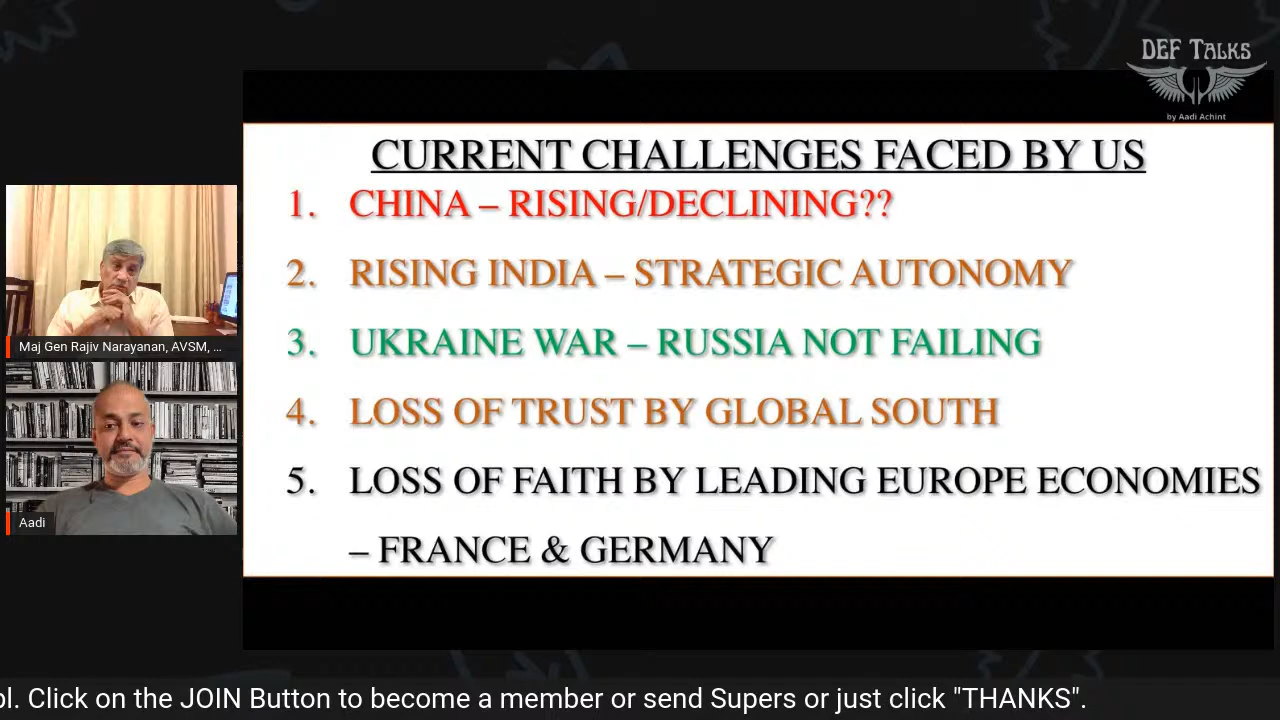 DEF TALKS
by Aadi Achint
CURRENT CHALLENGES FACED BY US
1. CHINA – RISING/DECLINING??
2. RISING INDIA – STRATEGIC AUTONOMY
3. UKRAINE WAR – RUSSIA NOT FAILING
4. LOSS OF TRUST BY GLOBAL SOUTH
5. LOSS OF FAITH BY LEADING EUROPE ECONOMIES
– FRANCE & GERMANY
Maj Gen Rajiv Narayanan, AVSM, ...
Aadi
ol. Click on the JOIN Button to become a member or send Supers or just click "THANKS".